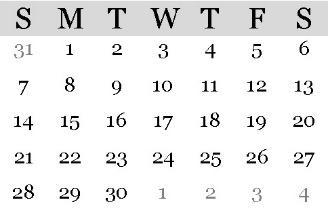 S M T W T F S
31 1 2 3 4 5 6
7 8 9 10 11 12 13
14 15 16 17 18 19 20
21 22 23 24 25 26 27
28 29 30 1 2 3 4